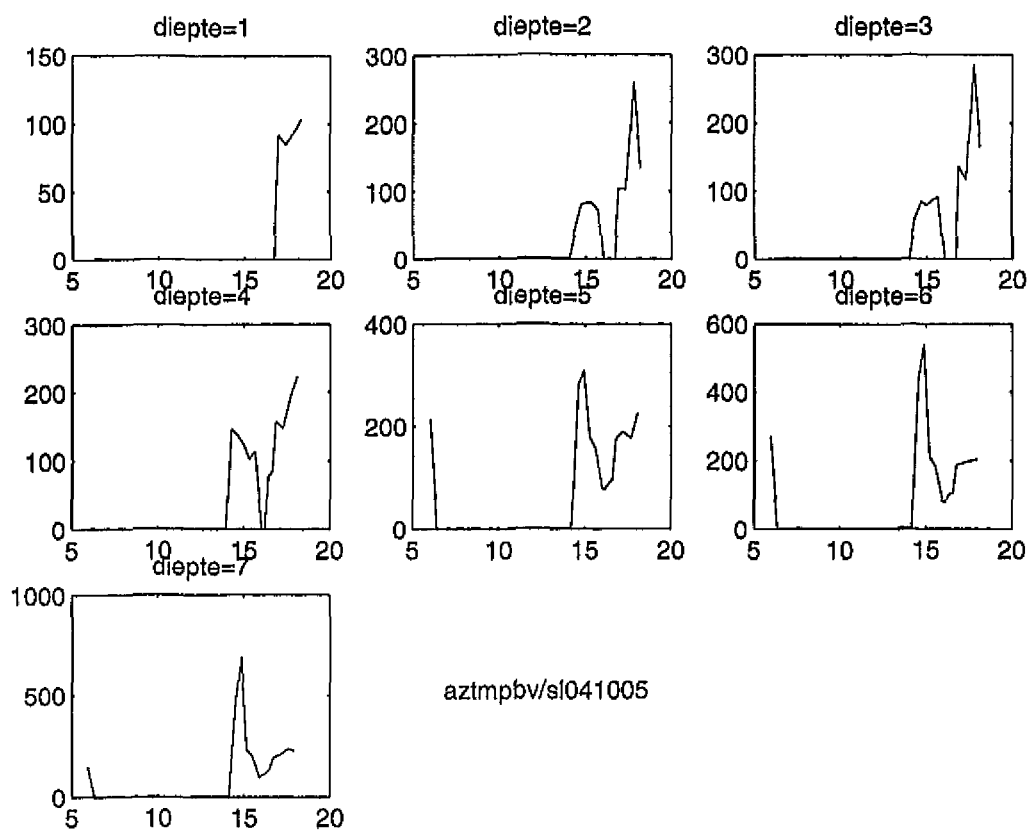 diepte=1 diepte=2 diepte=3
150 300 300
100 200 200
50 100 100
0 0 0
5 10 15 20 5 10 15 20 5 10 15 20
diepte=4 diepte=5 diepte=6
300 400 600
200 200 400
100 200
0 0 0
5 10 15 20 5 10 15 20 5 10 15 20
diepte=7
1000
500
aztmpbv/sl041005
0
5 10 15 20